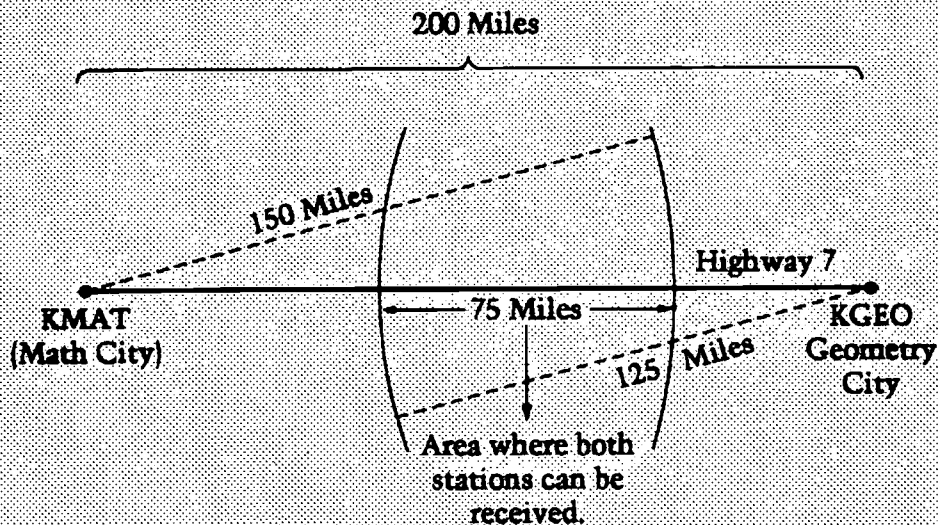 200 Miles
150 Miles
Highway 7
75 Miles
KMAT
(Math City)
KGEO
Geometry
City
125 Miles
Area where both
stations can be
received.